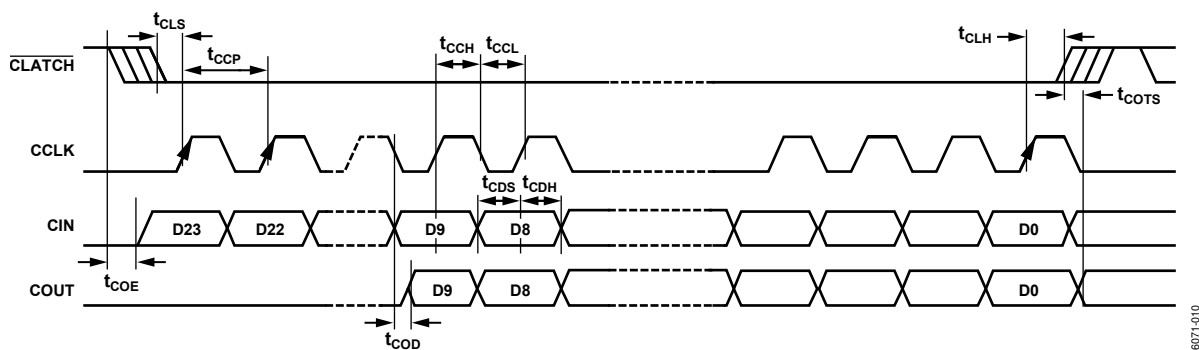 tCLS
tCCP
tCCH
tCCL
tCLH
CLATCH
tCOTS
CCLK
tCDS
tCDH
CIN
D23
D22
D9
D8
D0
tCOE
COUT
D9
D8
D0
tCOD
6071-010